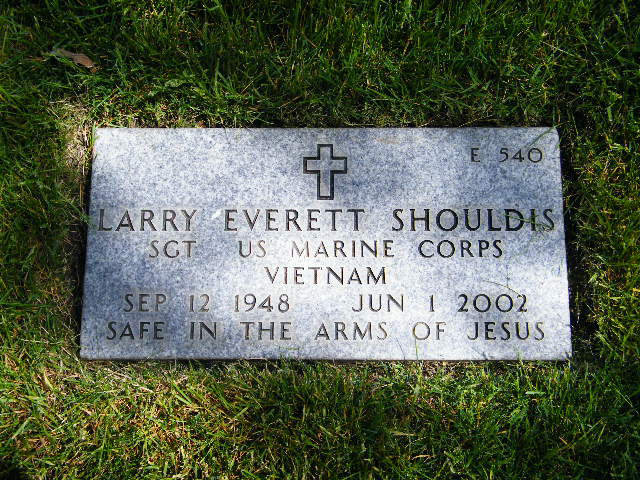 E 540
LARRY EVERETT SHOULDIS
SGT US MARINE CORPS
VIETNAM
SEP 12 1948 JUN 1 2002
SAFE IN THE ARMS OF JESUS